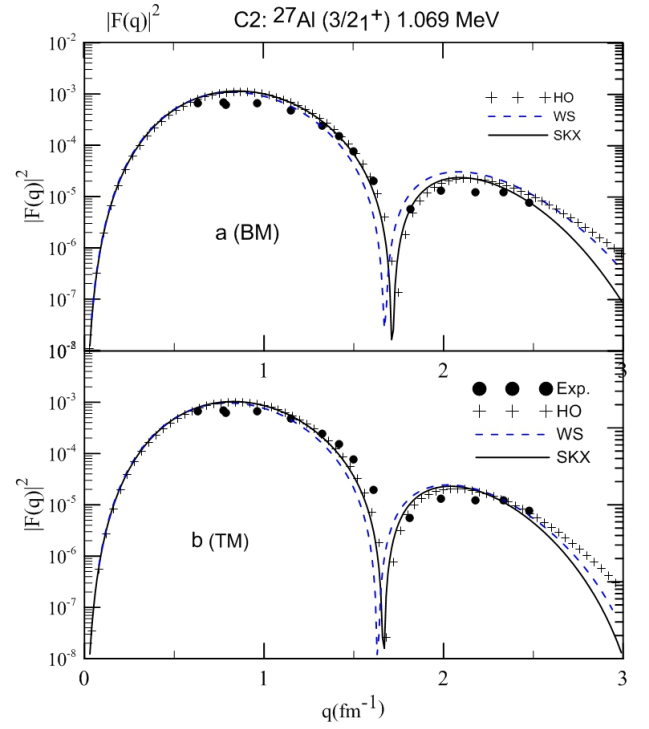 |F(q)|² C2: ²⁷Al (3/2₁⁺) 1.069 MeV
10⁻²
10⁻³
10⁻⁴
10⁻⁵
10⁻⁶
10⁻⁷
10⁻⁸
|F(q)|²
HO
WS
SKX
a (BM)
1 2 3
10⁻³
10⁻⁴
10⁻⁵
10⁻⁶
10⁻⁷
10⁻⁸
|F(q)|²
Exp.
HO
WS
SKX
b (TM)
0 1 2 3
q(fm⁻¹)